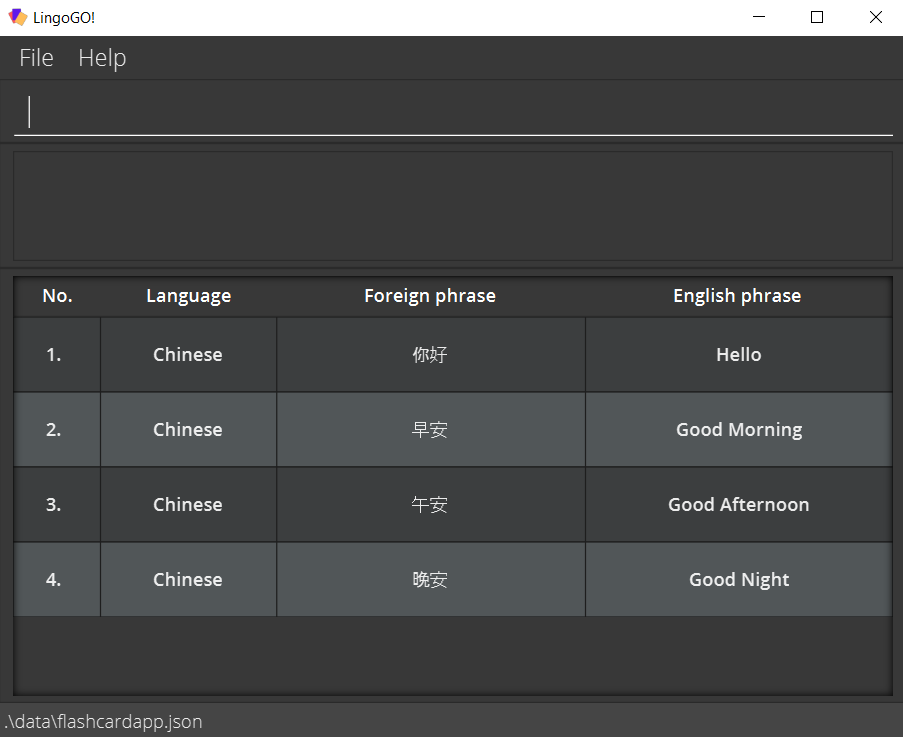 LingoGO!
File Help
No. Language Foreign phrase English phrase
1. Chinese 你好 Hello
2. Chinese 早安 Good Morning
3. Chinese 午安 Good Afternoon
4. Chinese 晚安 Good Night
.\data\flashcardapp.json